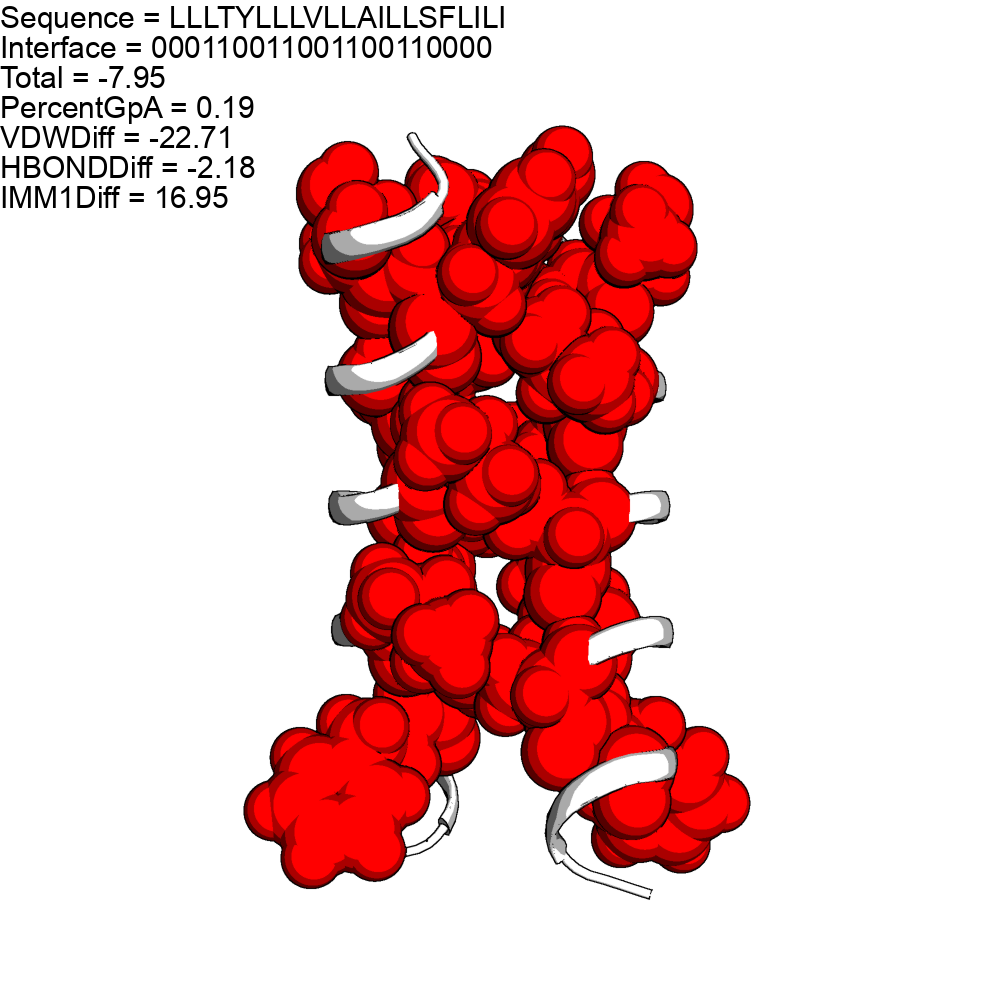 Sequence = LLLTYLLLVLLAILLSFLILI
Interface = 000110011001100110000
Total = -7.95
PercentGpA = 0.19
VDWDiff = -22.71
HBONDDiff = -2.18
IMM1Diff = 16.95